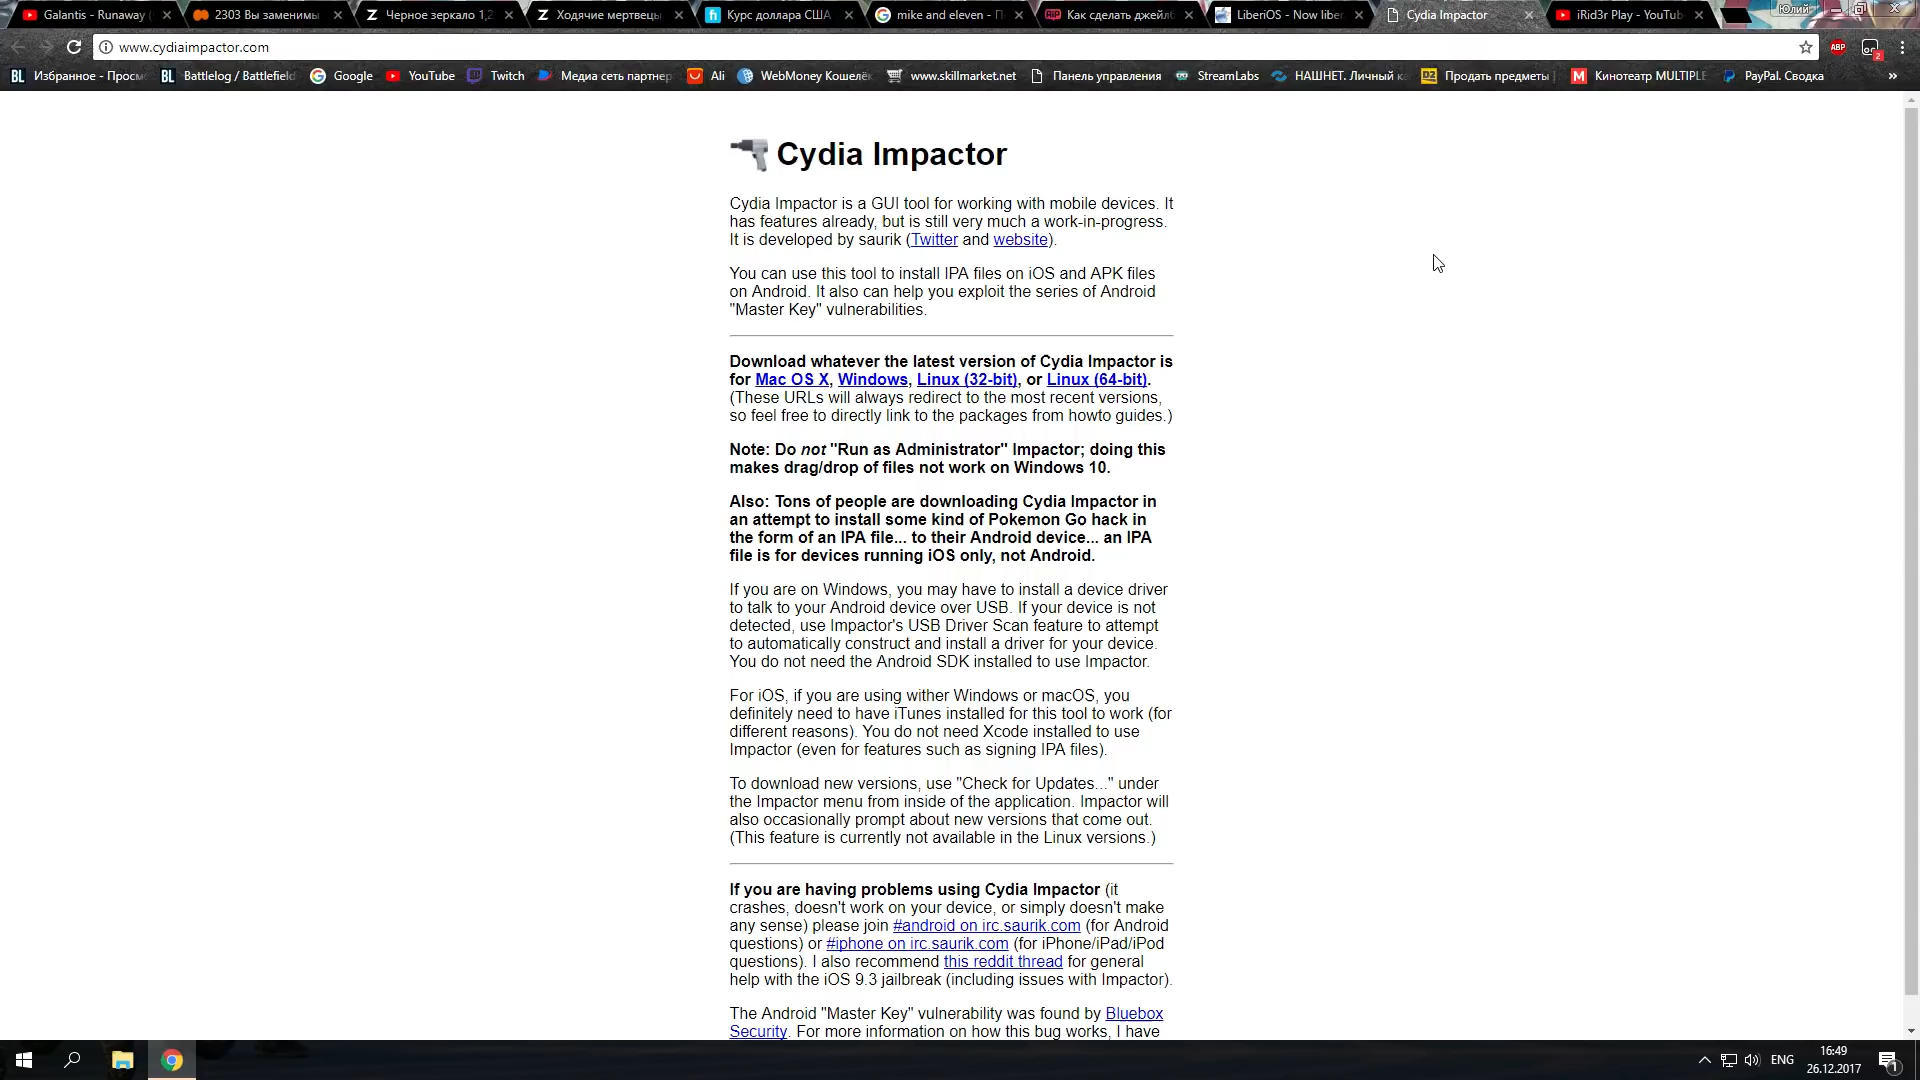 Galantis - Runaway (
2303 Вы заменимы
Черное зеркало 1,2
Ходячие мертвецы
Курс доллара США
mike and eleven - П
Как сделать джейлб
LiberiOS - Now liber
Cydia Impactor
iRid3r Play - YouTub
Юлий
www.cydiaimpactor.com
ABP
2
BL Избранное - Просм
BL Battlelog / Battlefield
Google
YouTube
Twitch
Медиа сеть партнер
Ali
WebMoney Кошелё
www.skillmarket.net
Панель управления
StreamLabs
НАШНЕТ. Личный к
Продать предметы
M Кинотеатр MULTIPLE
PayPal. Сводка
»
Cydia Impactor
Cydia Impactor is a GUI tool for working with mobile devices. It
has features already, but is still very much a work-in-progress.
It is developed by saurik (Twitter and website).
You can use this tool to install IPA files on iOS and APK files
on Android. It also can help you exploit the series of Android
"Master Key" vulnerabilities.
Download whatever the latest version of Cydia Impactor is
for Mac OS X, Windows, Linux (32-bit), or Linux (64-bit).
(These URLs will always redirect to the most recent versions,
so feel free to directly link to the packages from howto guides.)
Note: Do not "Run as Administrator" Impactor; doing this
makes drag/drop of files not work on Windows 10.
Also: Tons of people are downloading Cydia Impactor in
an attempt to install some kind of Pokemon Go hack in
the form of an IPA file... to their Android device... an IPA
file is for devices running iOS only, not Android.
If you are on Windows, you may have to install a device driver
to talk to your Android device over USB. If your device is not
detected, use Impactor's USB Driver Scan feature to attempt
to automatically construct and install a driver for your device.
You do not need the Android SDK installed to use Impactor.
For iOS, if you are using wither Windows or macOS, you
definitely need to have iTunes installed for this tool to work (for
different reasons). You do not need Xcode installed to use
Impactor (even for features such as signing IPA files).
To download new versions, use "Check for Updates..." under
the Impactor menu from inside of the application. Impactor will
also occasionally prompt about new versions that come out.
(This feature is currently not available in the Linux versions.)
If you are having problems using Cydia Impactor (it
crashes, doesn't work on your device, or simply doesn't make
any sense) please join #android on irc.saurik.com (for Android
questions) or #iphone on irc.saurik.com (for iPhone/iPad/iPod
questions). I also recommend this reddit thread for general
help with the iOS 9.3 jailbreak (including issues with Impactor).
The Android "Master Key" vulnerability was found by Bluebox
Security. For more information on how this bug works, I have
ENG
16:49
26.12.2017
1